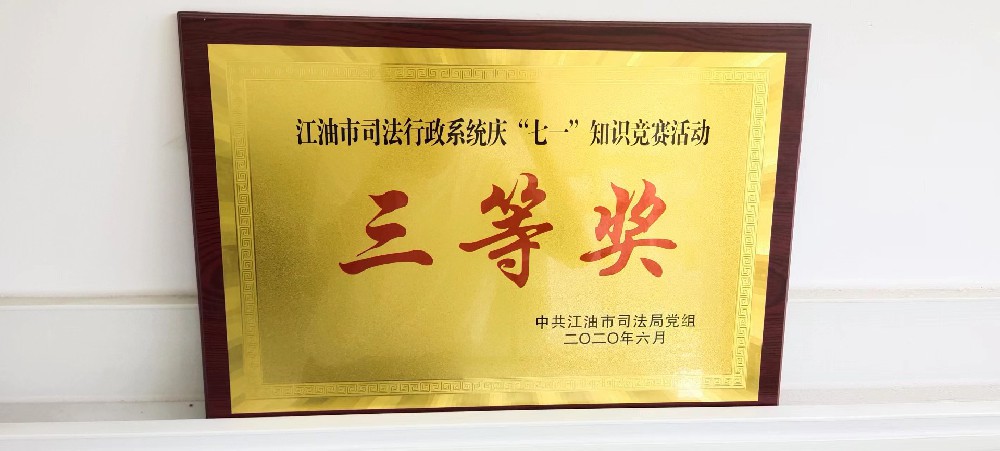 江油市司法行政系统庆“七一”知识竞赛活动
三等奖
中共江油市司法局党组
二〇二〇年六月